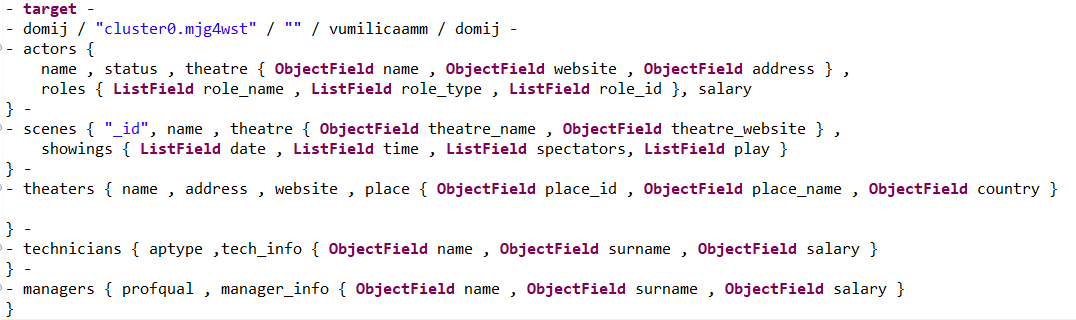 - target -
- domij / "cluster0.mjg4wst" / "" / vumilicaamm / domij -
- actors {
name , status , theatre { ObjectField name , ObjectField website , ObjectField address } ,
roles { ListField role_name , ListField role_type , ListField role_id }, salary
} -
- scenes { "_id", name , theatre { ObjectField theatre_name , ObjectField theatre_website } ,
showings { ListField date , ListField time , ListField spectators, ListField play }
} -
- theaters { name , address , website , place { ObjectField place_id , ObjectField place_name , ObjectField country }
} -
- technicians { aptype ,tech_info { ObjectField name , ObjectField surname , ObjectField salary }
} -
- managers { profqual , manager_info { ObjectField name , ObjectField surname , ObjectField salary }
}